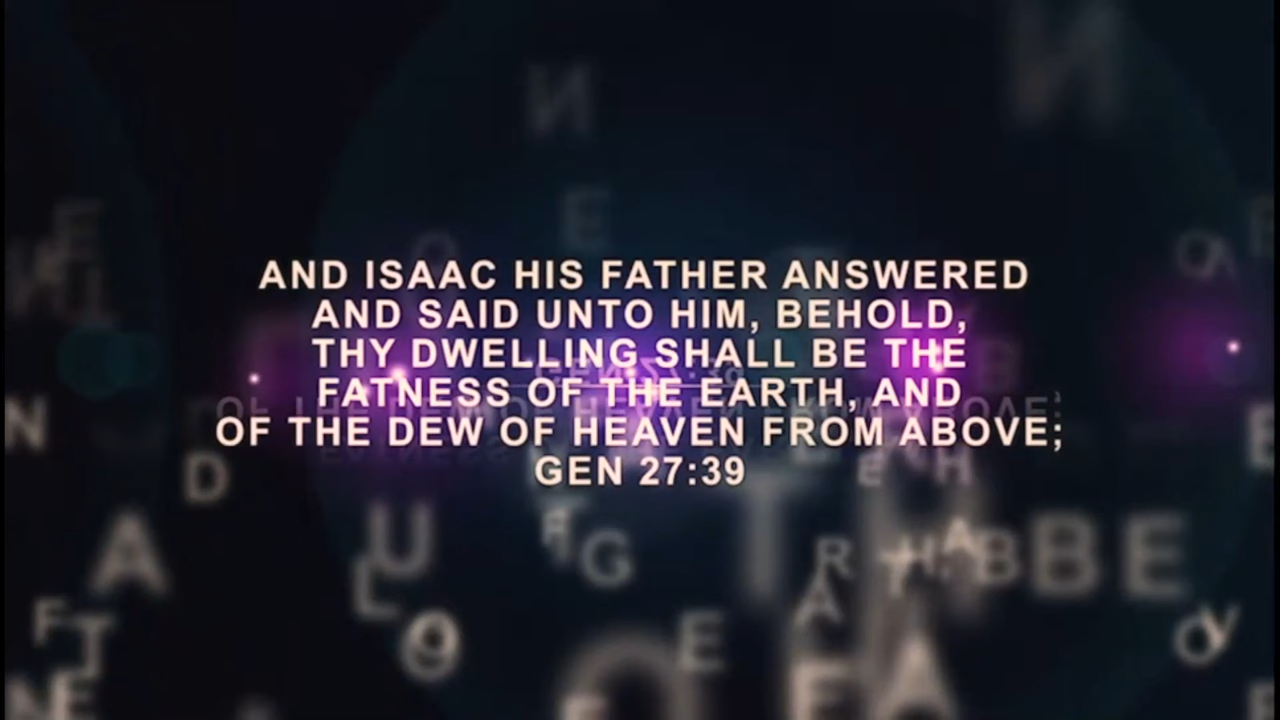 AND ISAAC HIS FATHER ANSWERED
AND SAID UNTO HIM, BEHOLD,
THY DWELLING SHALL BE THE
FATNESS OF THE EARTH, AND
OF THE DEW OF HEAVEN FROM ABOVE;
GEN 27:39